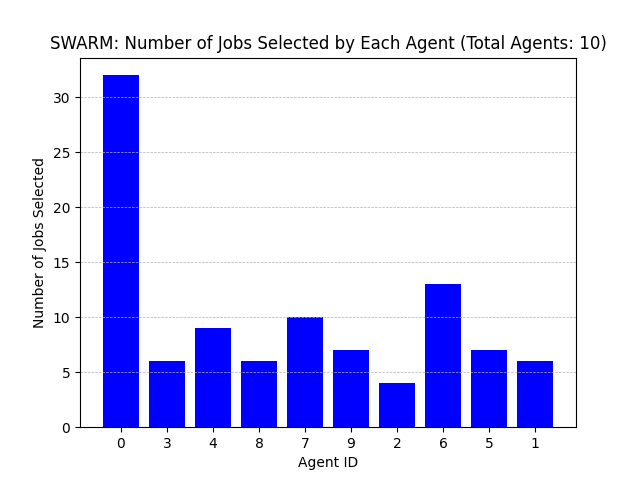 SWARM: Number of Jobs Selected by Each Agent (Total Agents: 10)
Number of Jobs Selected
30
25
20
15
10
5
0
0 3 4 8 7 9 2 6 5 1
Agent ID